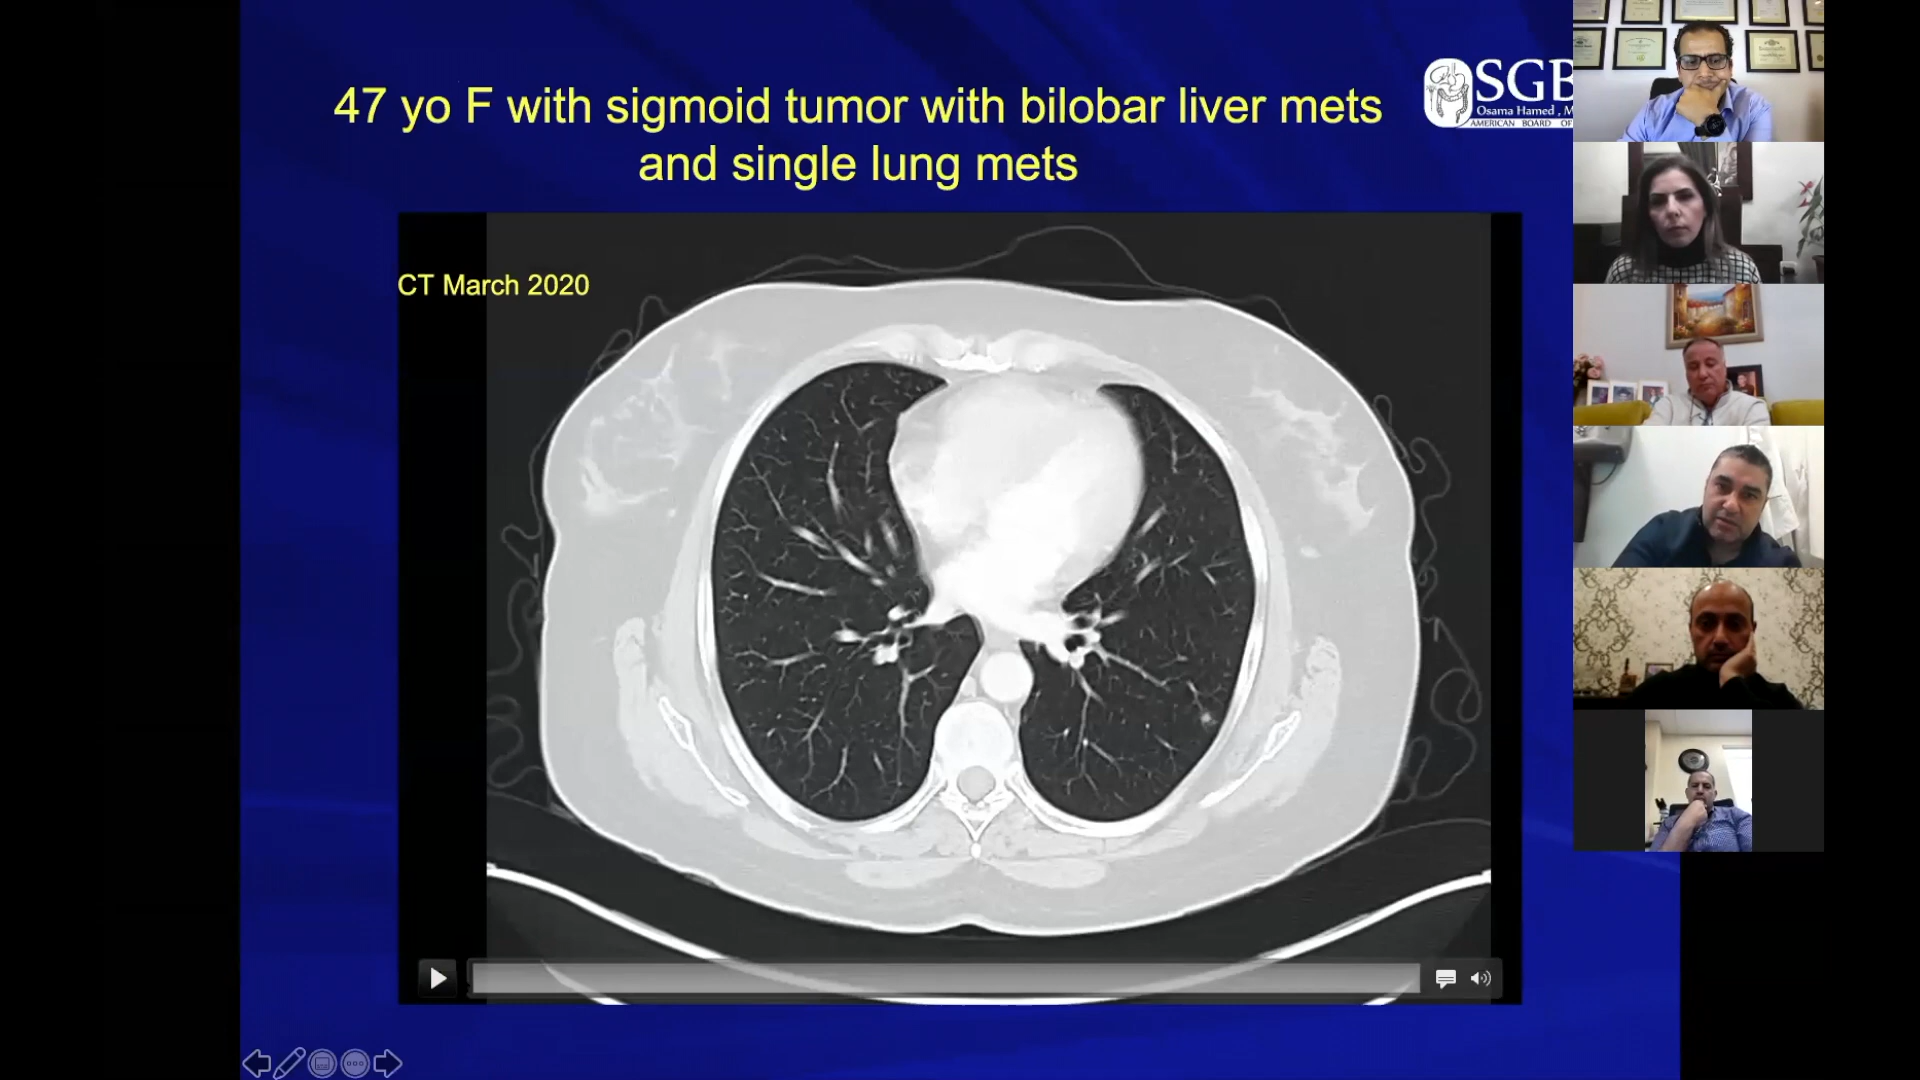 47 yo F with sigmoid tumor with bilobar liver mets
and single lung mets
SGB
Osama Hamed , M
AMERICAN BOARD OF
CT March 2020